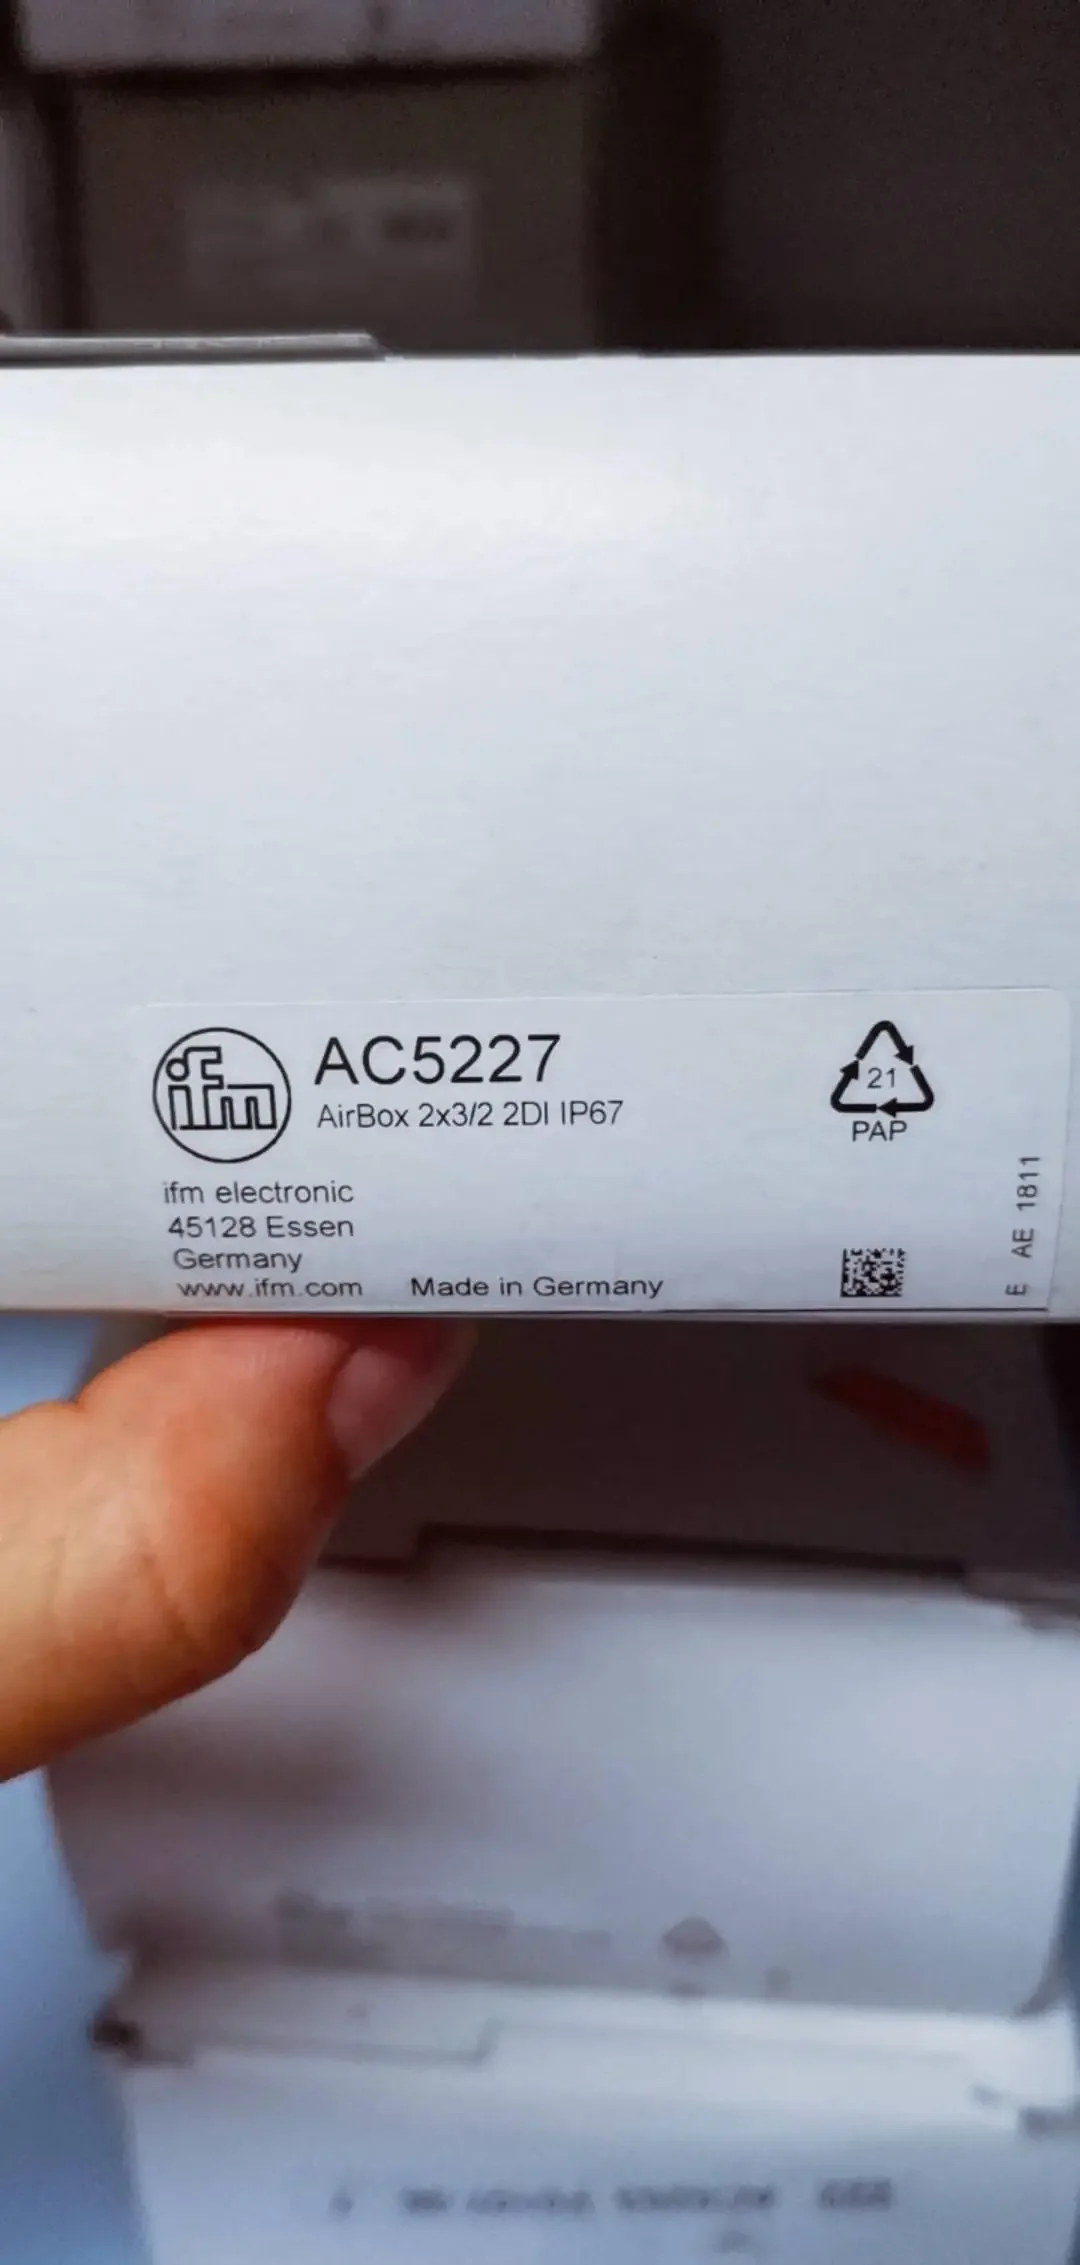 ifm
AC5227
AirBox 2x3/2 2DI IP67
21
PAP
ifm electronic
45128 Essen
Germany
www.ifm.com Made in Germany
E AE 1811